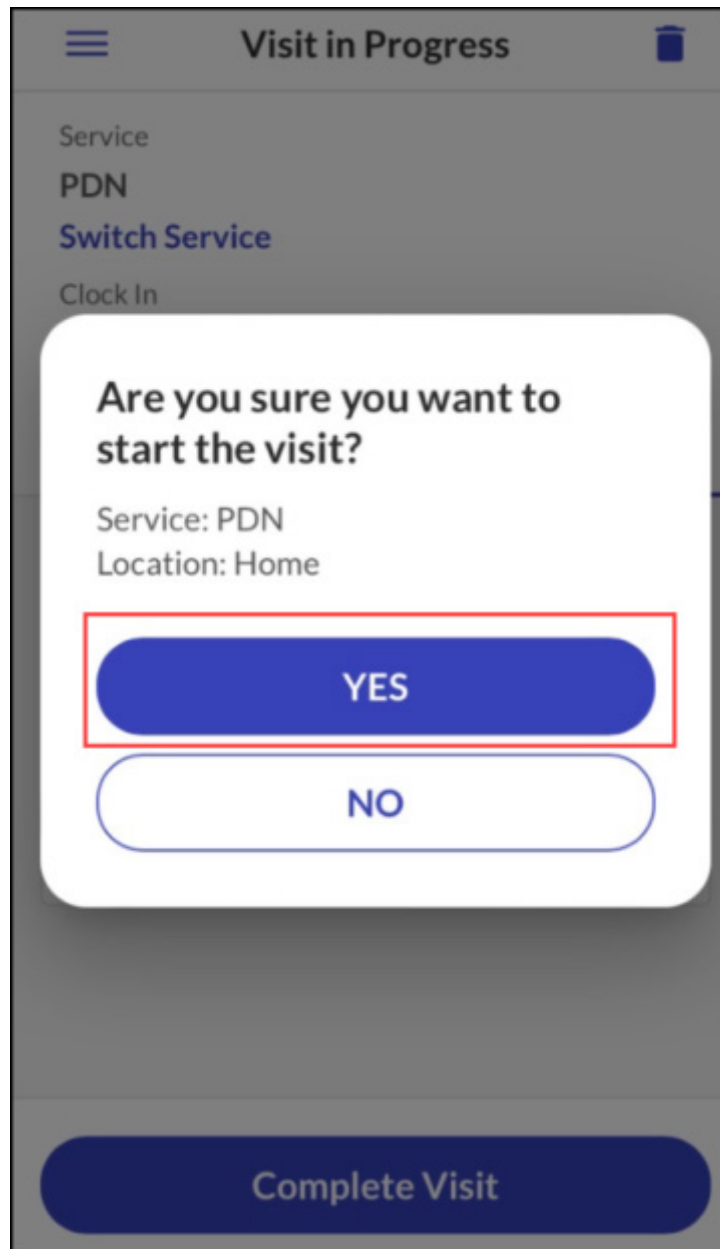 Visit in Progress
Service
PDN
Switch Service
Clock In
Are you sure you want to
start the visit?
Service: PDN
Location: Home
YES
NO
Complete Visit